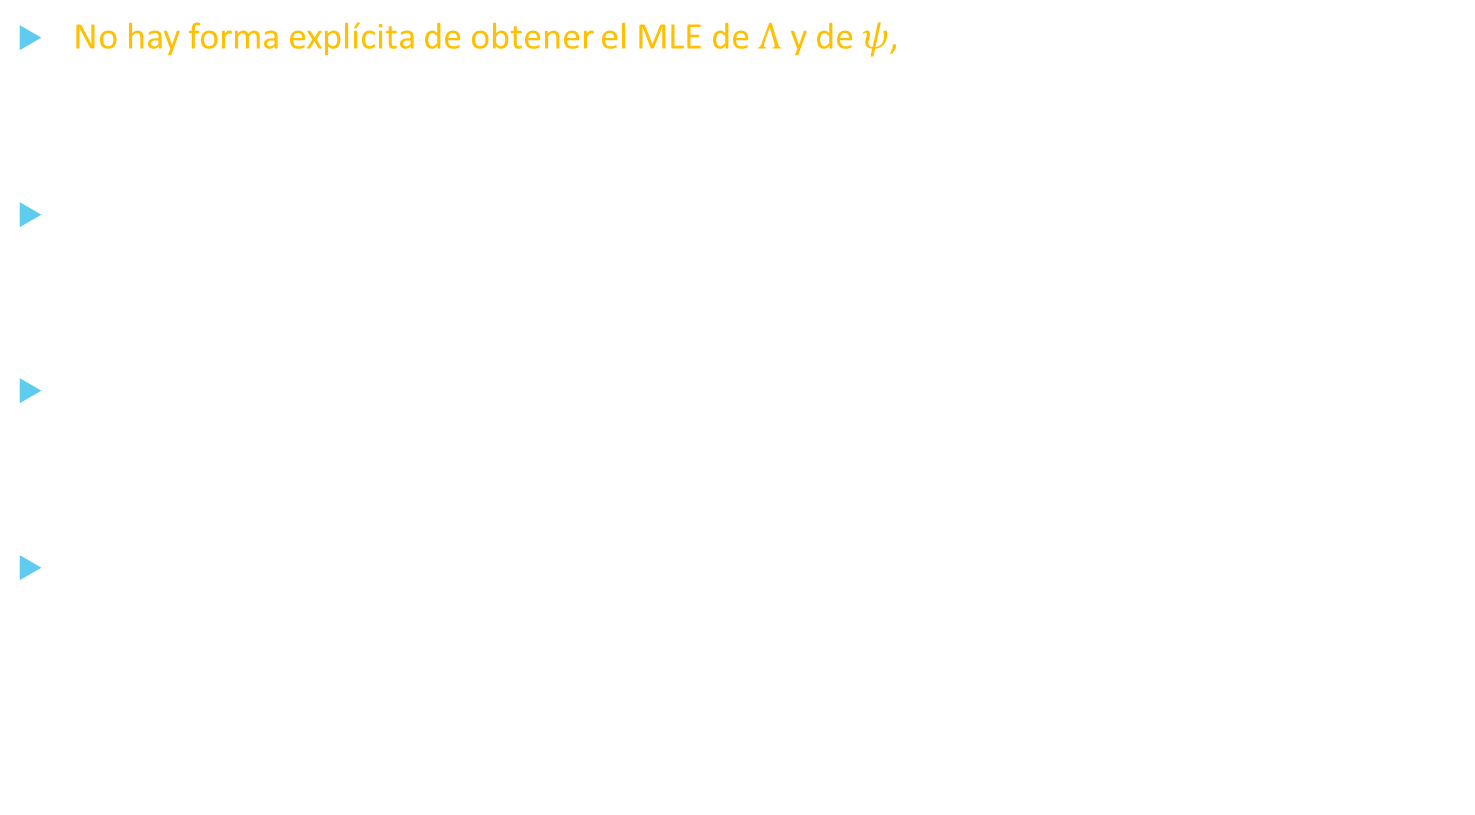 No hay forma explícita de obtener el MLE de Λ y de ψ,